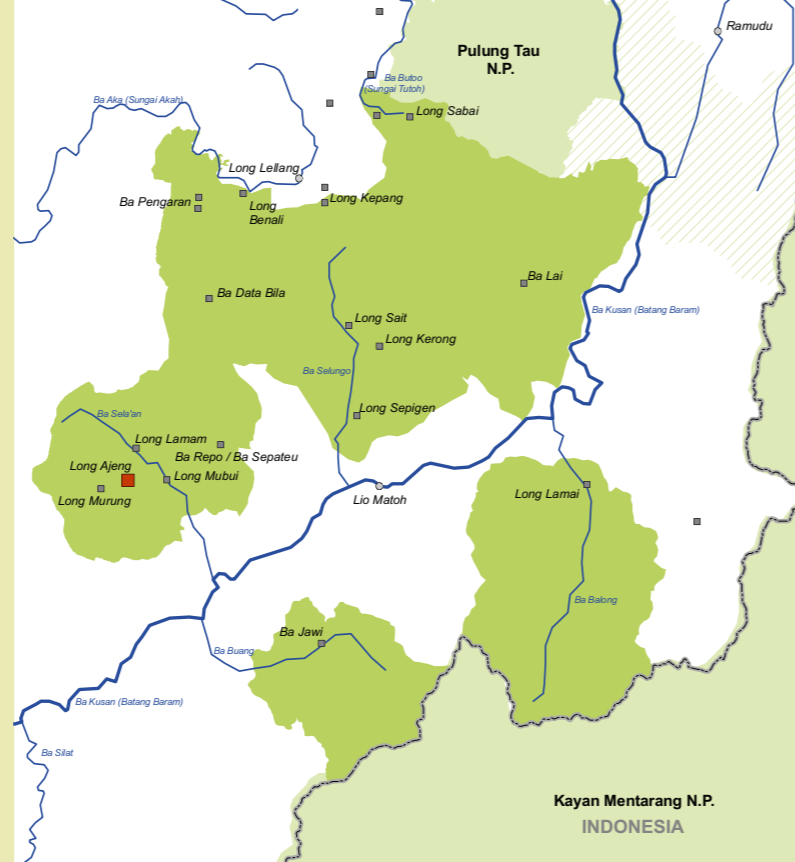 Ramudu
Pulung Tau
N.P.
Ba Butoo
(Sungai Tutoh)
Ba Aka (Sungai Akah)
Long Sabai
Long Lellang
Ba Pengaran
Long
Benali
Long Kepang
Ba Lai
Ba Data Bila
Ba Kusan (Batang Baram)
Long Sait
Long Kerong
Ba Selungo
Long Sepigen
Ba Sela'an
Long Lamam
Ba Repo / Ba Sepateu
Long Ajeng
Long Mubui
Long Murung
Lio Matoh
Long Lamai
Ba Balong
Ba Jawi
Ba Buang
Ba Kusan (Batang Baram)
Ba Silat
Kayan Mentarang N.P.
INDONESIA